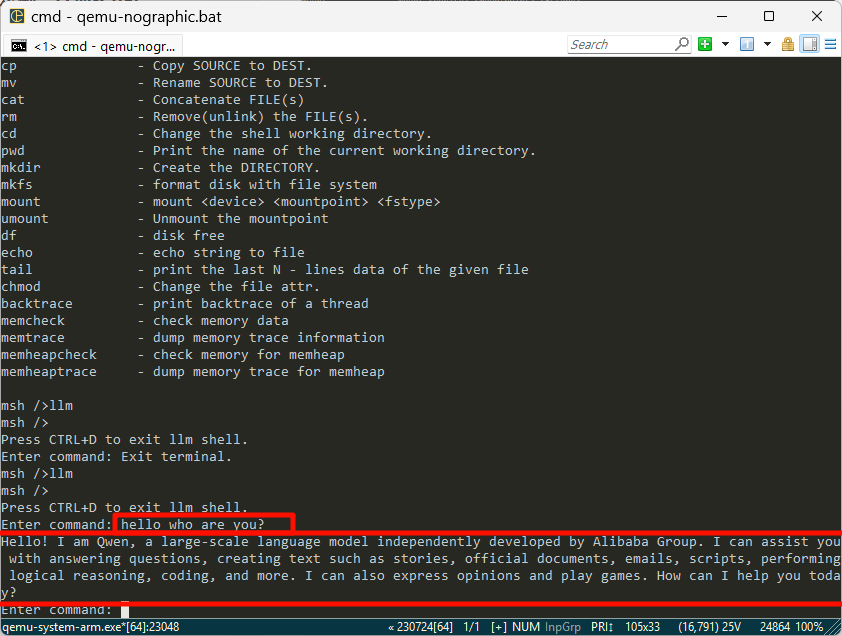 cmd - qemu-nographic.bat
<1> cmd - qemu-nogr...
Search
cp - Copy SOURCE to DEST.
mv - Rename SOURCE to DEST.
cat - Concatenate FILE(s)
rm - Remove(unlink) the FILE(s).
cd - Change the shell working directory.
pwd - Print the name of the current working directory.
mkdir - Create the DIRECTORY.
mkfs - format disk with file system
mount - mount <device> <mountpoint> <fstype>
umount - Unmount the mountpoint
df - disk free
echo - echo string to file
tail - print the last N - lines data of the given file
chmod - Change the file attr.
backtrace - print backtrace of a thread
memcheck - check memory data
memtrace - dump memory trace information
memheapcheck - check memory for memheap
memheaptrace - dump memory trace for memheap
msh />llm
msh />
Press CTRL+D to exit llm shell.
Enter command: Exit terminal.
msh />llm
msh />
Press CTRL+D to exit llm shell.
Enter command: hello who are you?
Hello! I am Qwen, a large-scale language model independently developed by Alibaba Group. I can assist you
with answering questions, creating text such as stories, official documents, emails, scripts, performing
logical reasoning, coding, and more. I can also express opinions and play games. How can I help you toda
y?
Enter command:
qemu-system-arm.exe*[64]:23048 « 230724[64] 1/1 [+] NUM InpGrp PRI↕ 105x33 (16,791) 25V 24864 100%